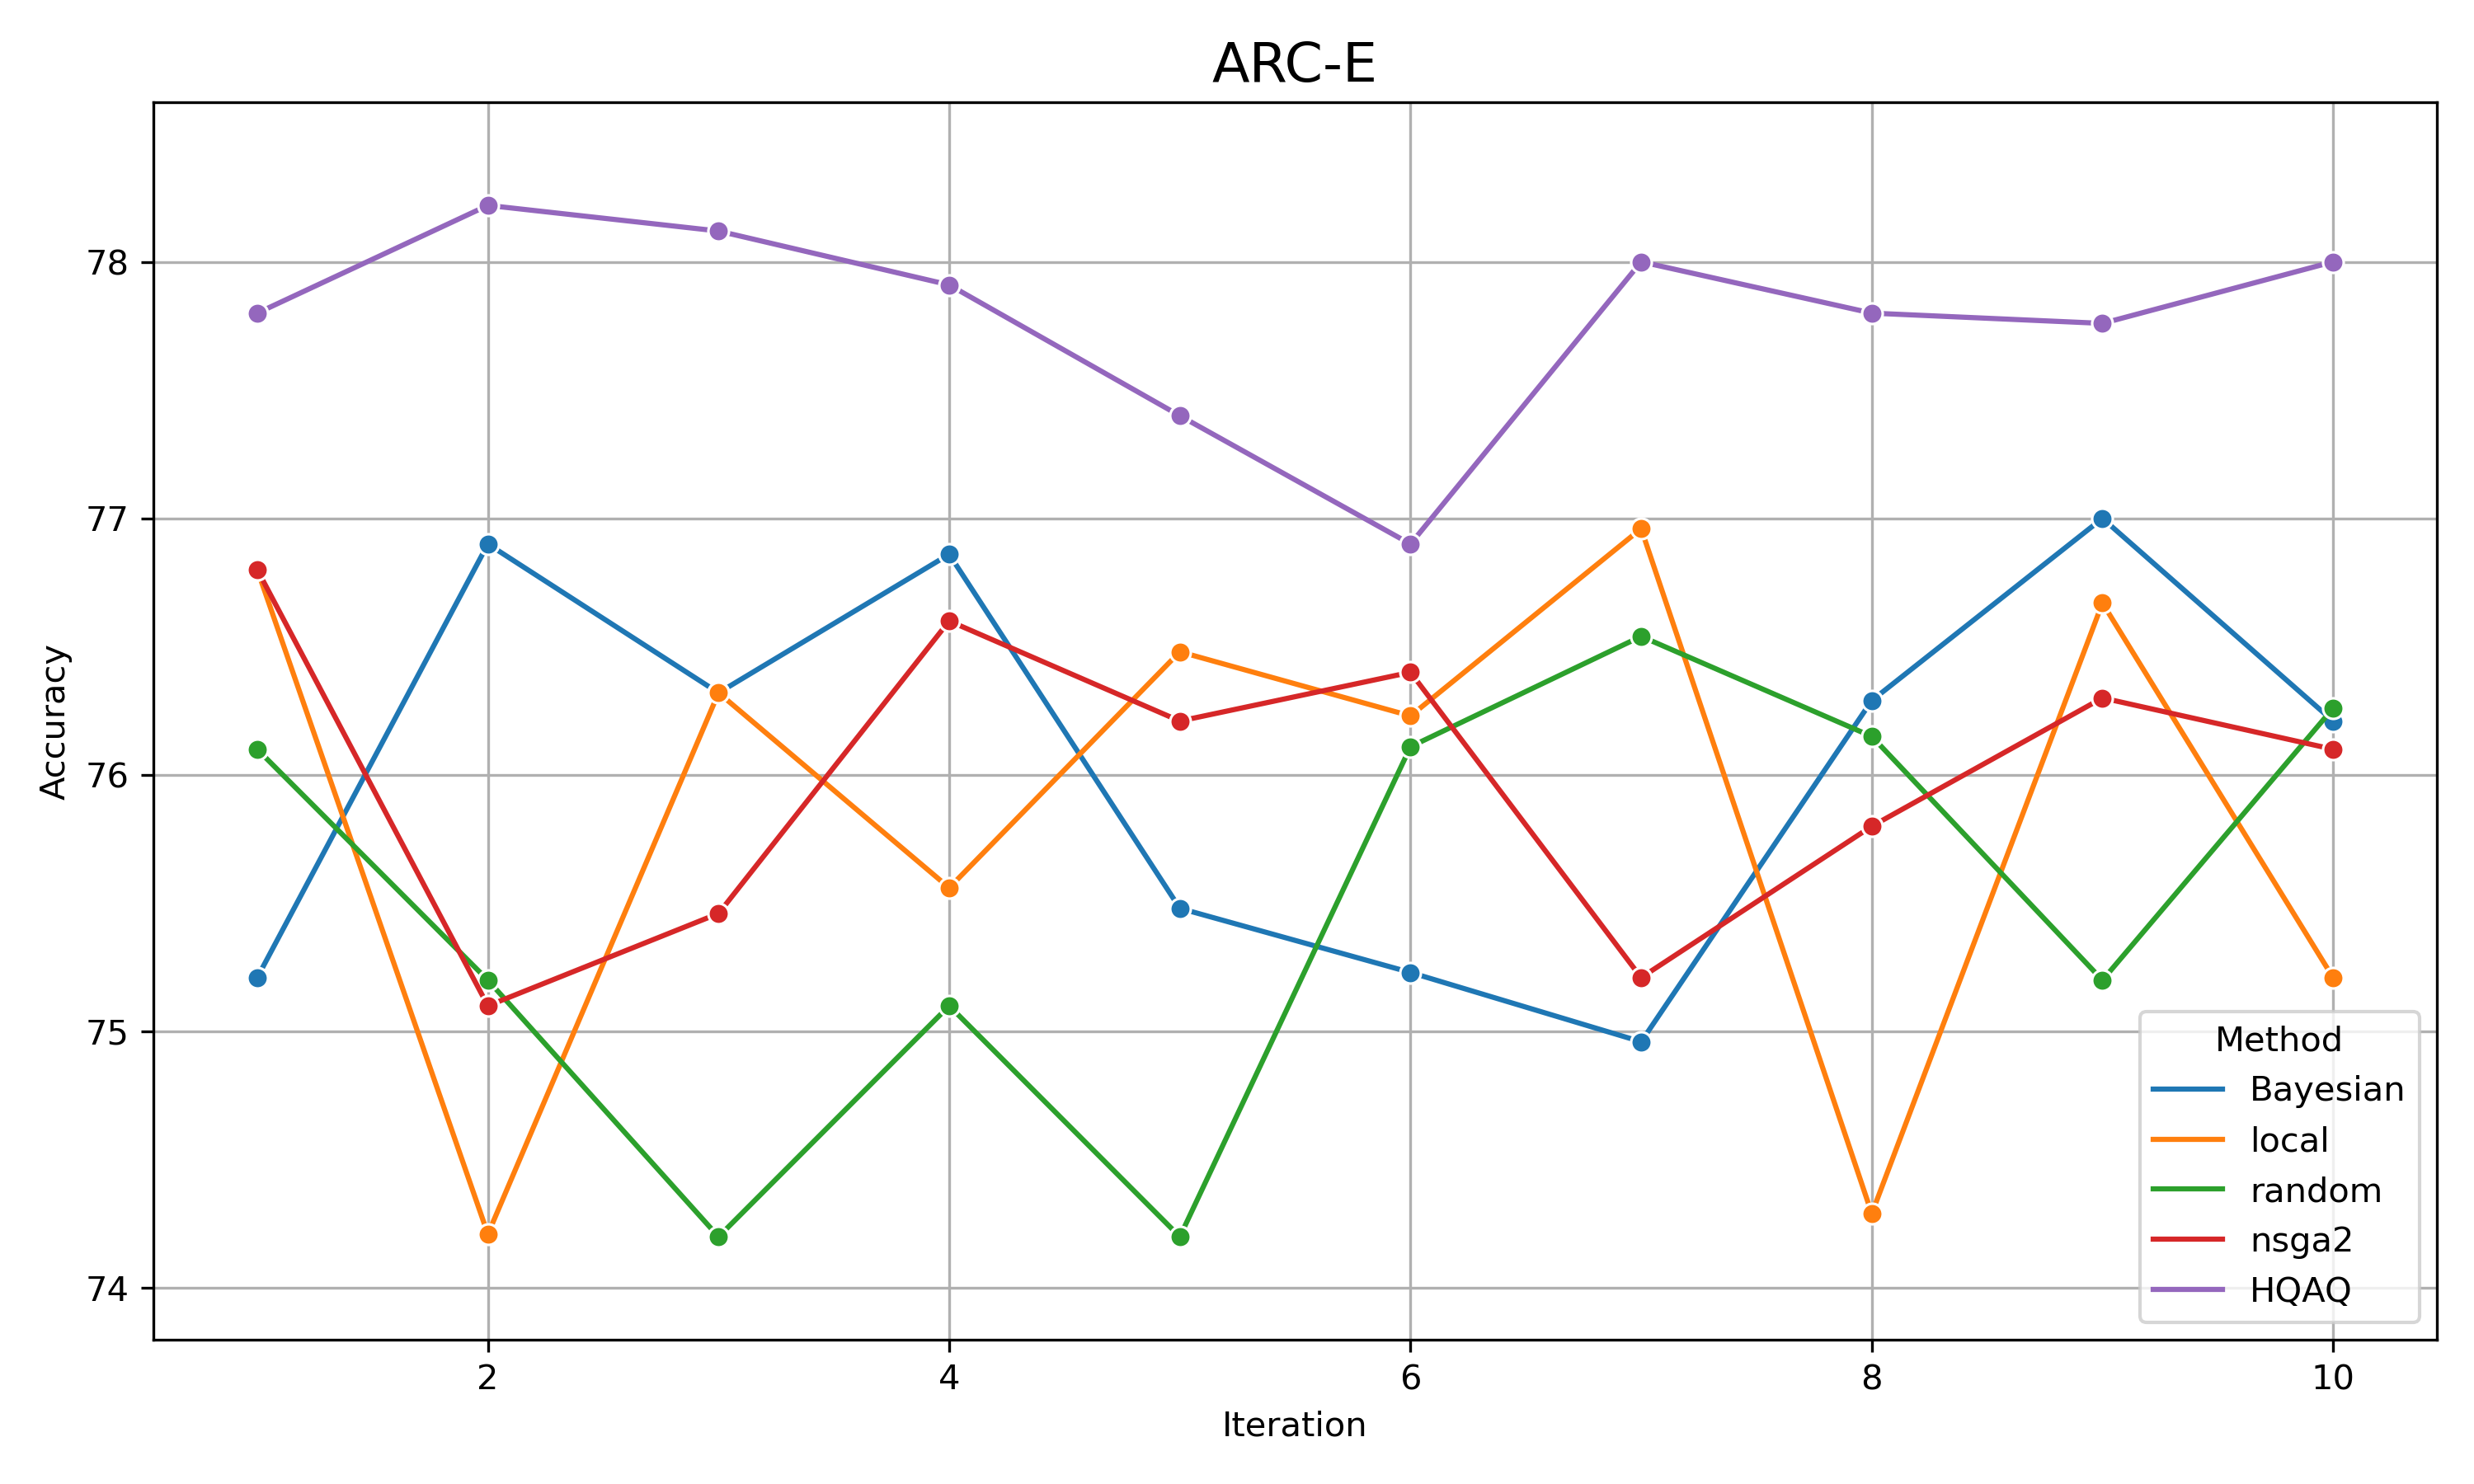 ARC-E
Accuracy
78
77
76
75
74
2 4 6 8 10
Iteration
Method
Bayesian
local
random
nsga2
HQAQ